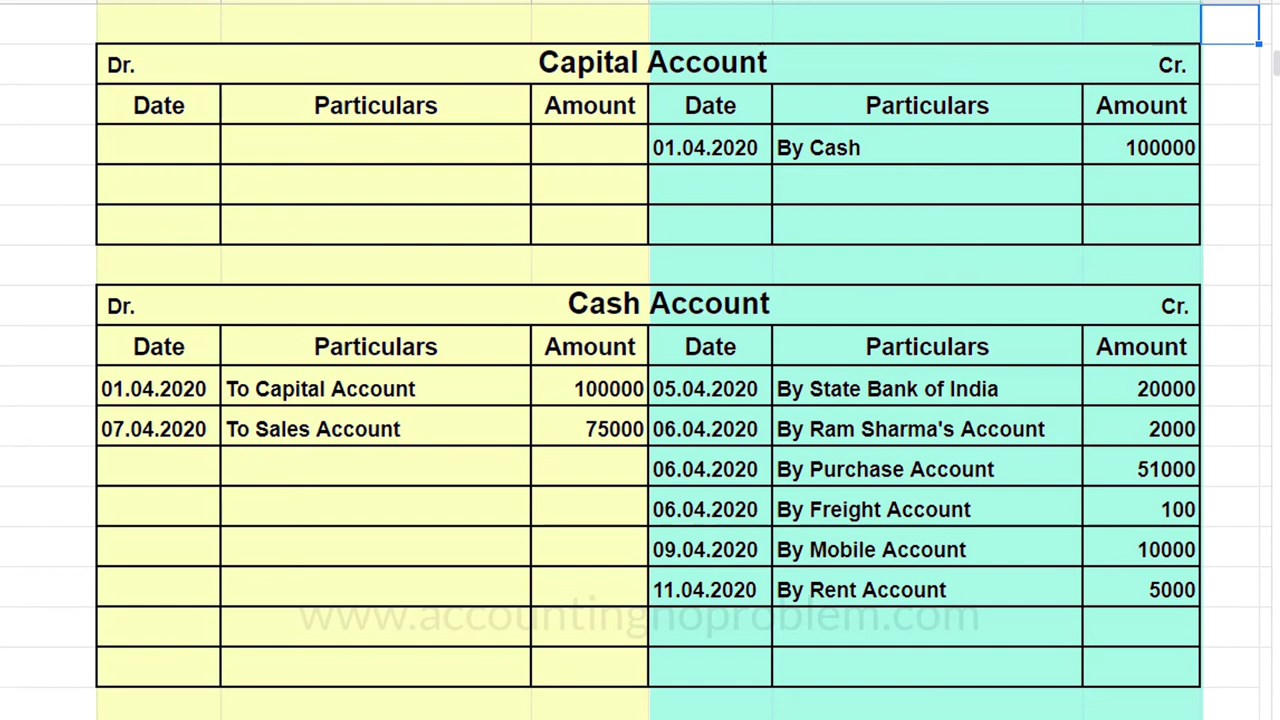 Dr. Capital Account Cr.
Date Particulars Amount Date Particulars Amount
01.04.2020 By Cash 100000
Dr. Cash Account Cr.
Date Particulars Amount Date Particulars Amount
01.04.2020 To Capital Account 100000 05.04.2020 By State Bank of India 20000
07.04.2020 To Sales Account 75000 06.04.2020 By Ram Sharma's Account 2000
06.04.2020 By Purchase Account 51000
06.04.2020 By Freight Account 100
09.04.2020 By Mobile Account 10000
11.04.2020 By Rent Account 5000
www.accountingnoproblem.com